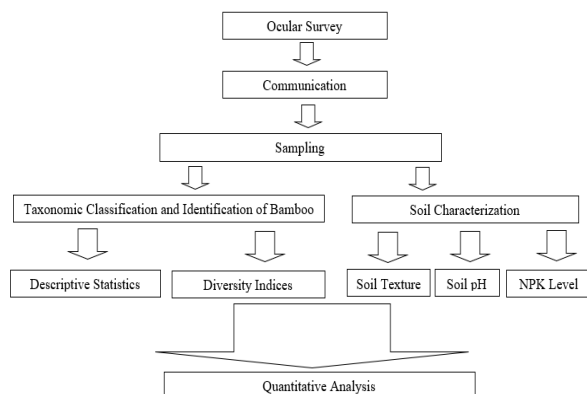 Ocular Survey
Communication
Sampling
Taxonomic Classification and Identification of Bamboo
Soil Characterization
Descriptive Statistics
Diversity Indices
Soil Texture
Soil pH
NPK Level
Quantitative Analysis